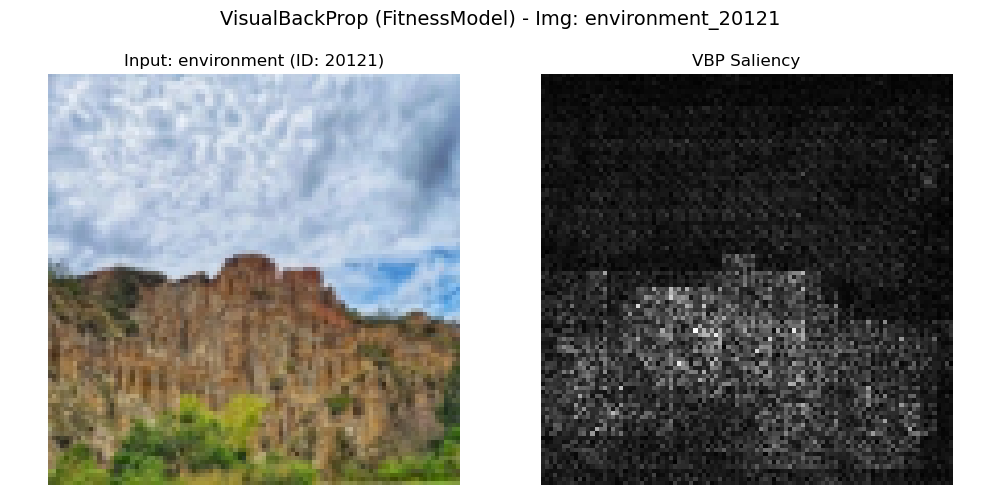 VisualBackProp (FitnessModel) - Img: environment_20121
Input: environment (ID: 20121)
VBP Saliency